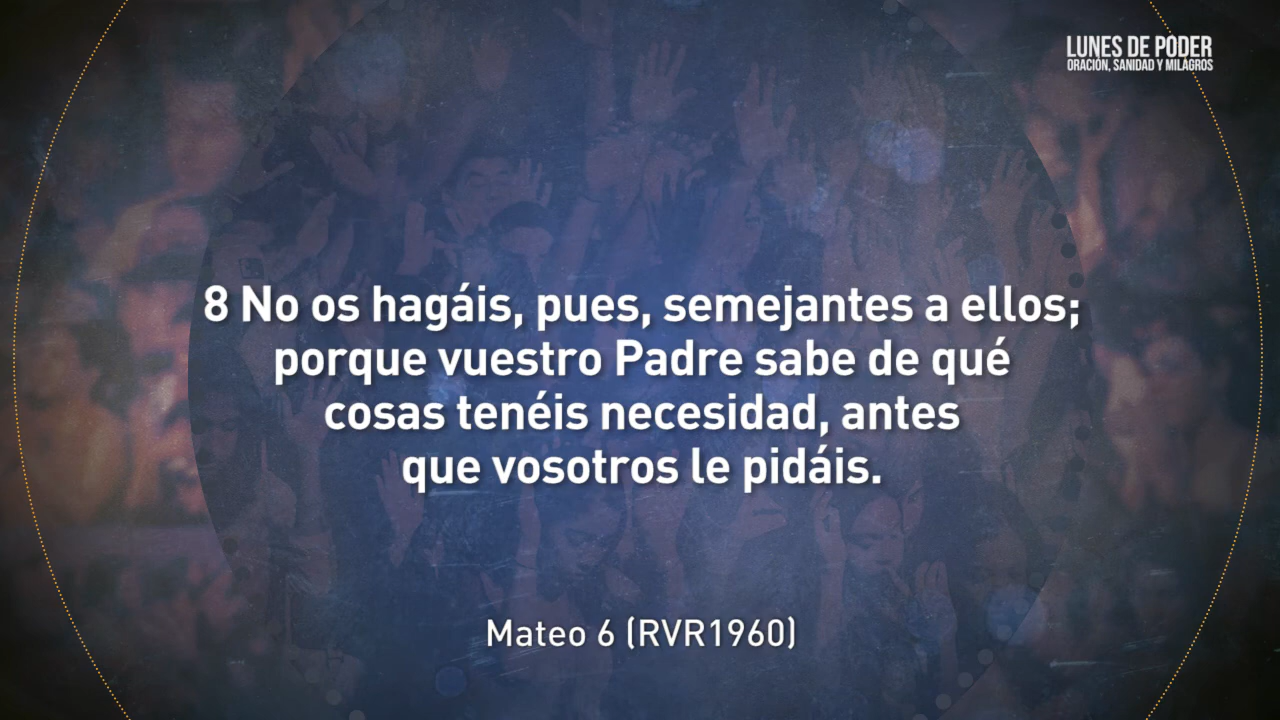 LUNES DE PODER
ORACIÓN, SANIDAD Y MILAGROS
8 No os hagáis, pues, semejantes a ellos;
porque vuestro Padre sabe de qué
cosas tenéis necesidad, antes
que vosotros le pidáis.
Mateo 6 (RVR1960)